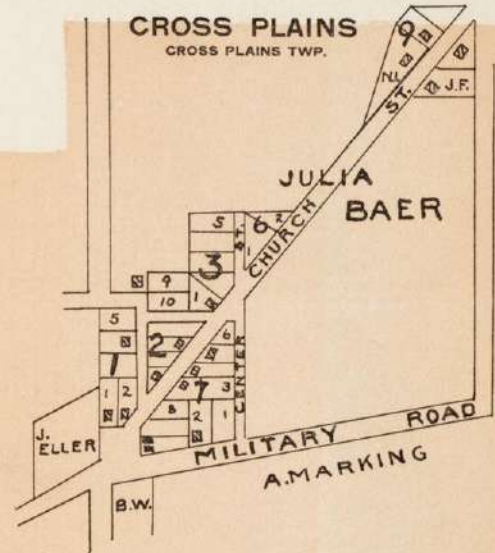 CROSS PLAINS
CROSS PLAINS TWP.
9
N.L.
J.F.
CHURCH ST.
JULIA
BAER
5
6
2
1
ST.
3
9
10
1
5
2
6
1
1
2
7
3
8
2
1
CENTER
J.
ELLER
MILITARY ROAD
A. MARKING
B.W.